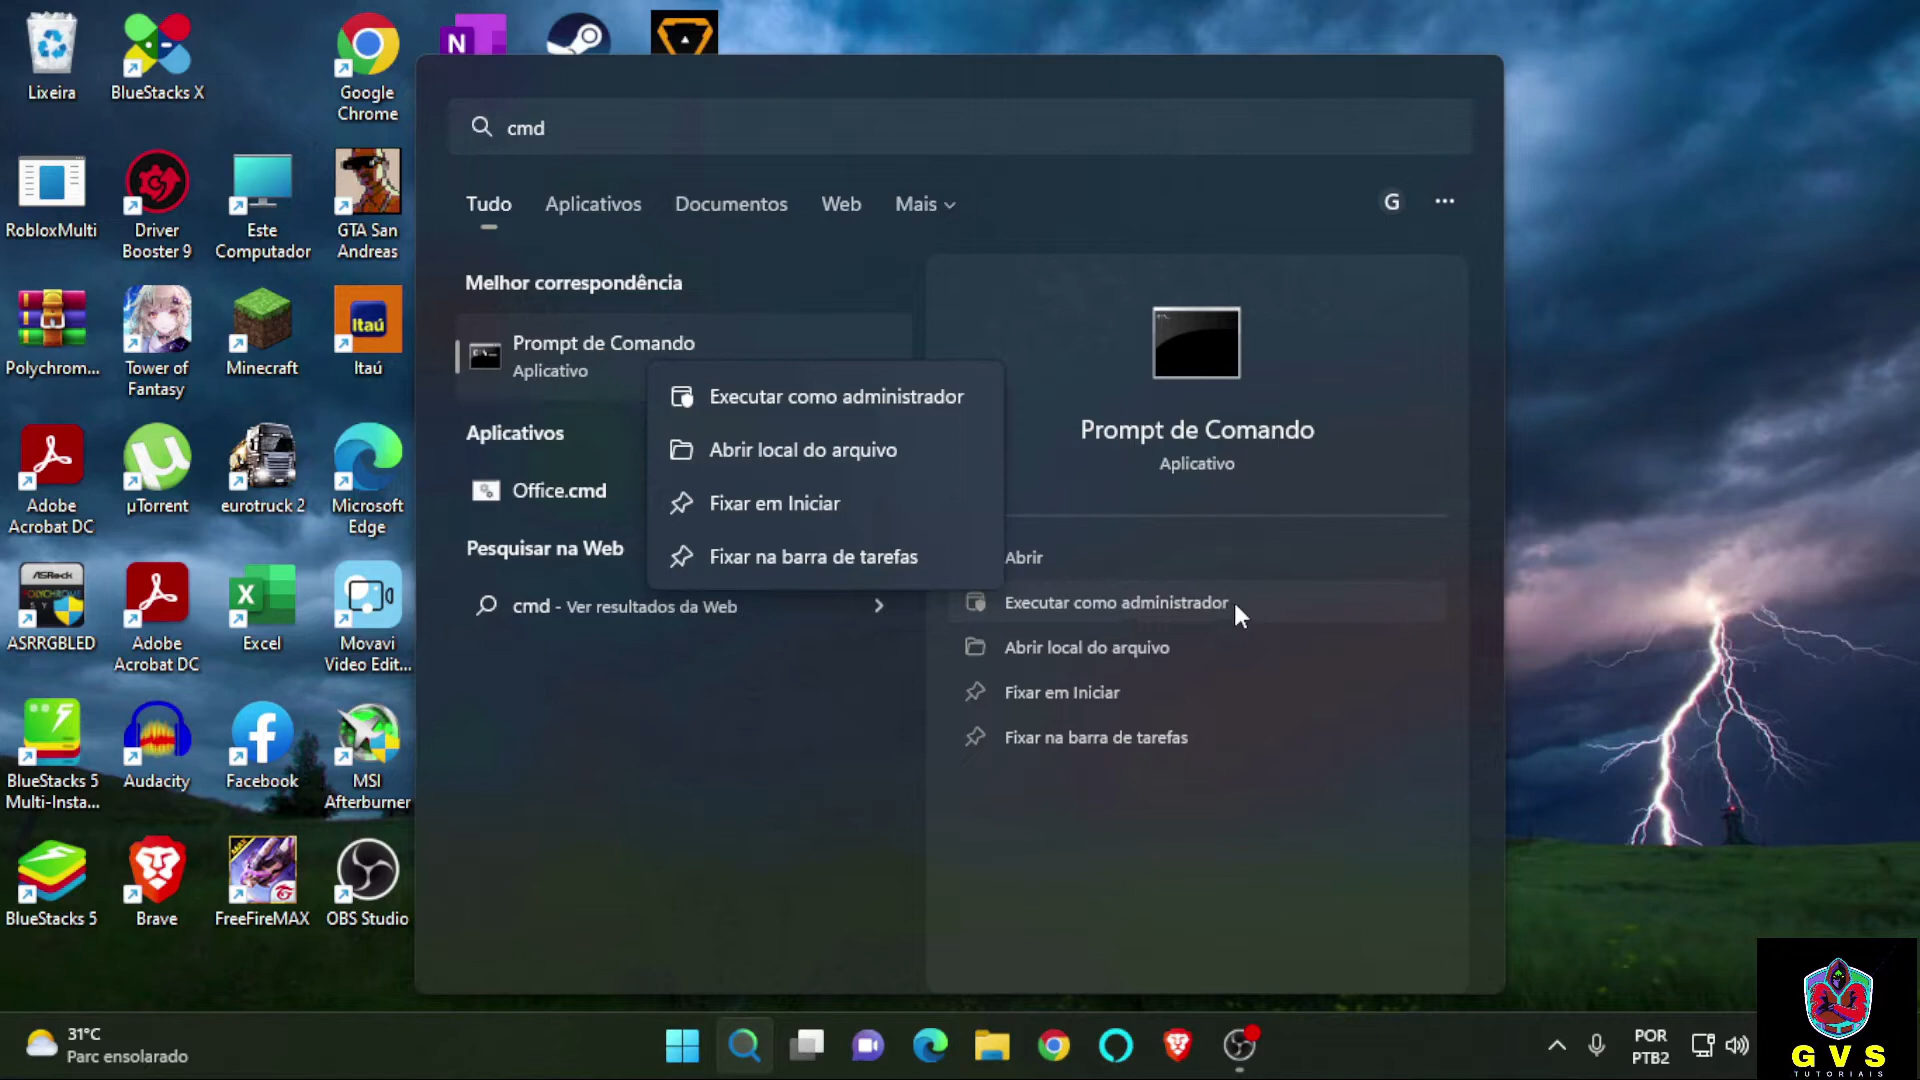 Lixeira
BlueStacks X
Google
Chrome
N
RobloxMulti
Driver
Booster 9
Este
Computador
GTA San
Andreas
Polychrom...
Tower of
Fantasy
Minecraft
Itaú
Itaú
Adobe
Acrobat DC
µTorrent
eurotruck 2
Microsoft
Edge
ASRock
POLYCHROME
ASRRGBLED
Adobe
Acrobat DC
X
Excel
Movavi
Video Edit...
BlueStacks 5
Multi-Insta...
Audacity
Facebook
MSI
Afterburner
BlueStacks 5
Brave
MAX
FreeFireMAX
OBS Studio
cmd
Tudo
Aplicativos
Documentos
Web
Mais
G
Melhor correspondência
Prompt de Comando
Aplicativo
Aplicativos
Office.cmd
Pesquisar na Web
cmd - Ver resultados da Web
Executar como administrador
Abrir local do arquivo
Fixar em Iniciar
Fixar na barra de tarefas
Prompt de Comando
Aplicativo
Abrir
Executar como administrador
Abrir local do arquivo
Fixar em Iniciar
Fixar na barra de tarefas
31°C
Parc ensolarado
POR
PTB2
GVS
TUTORIAIS